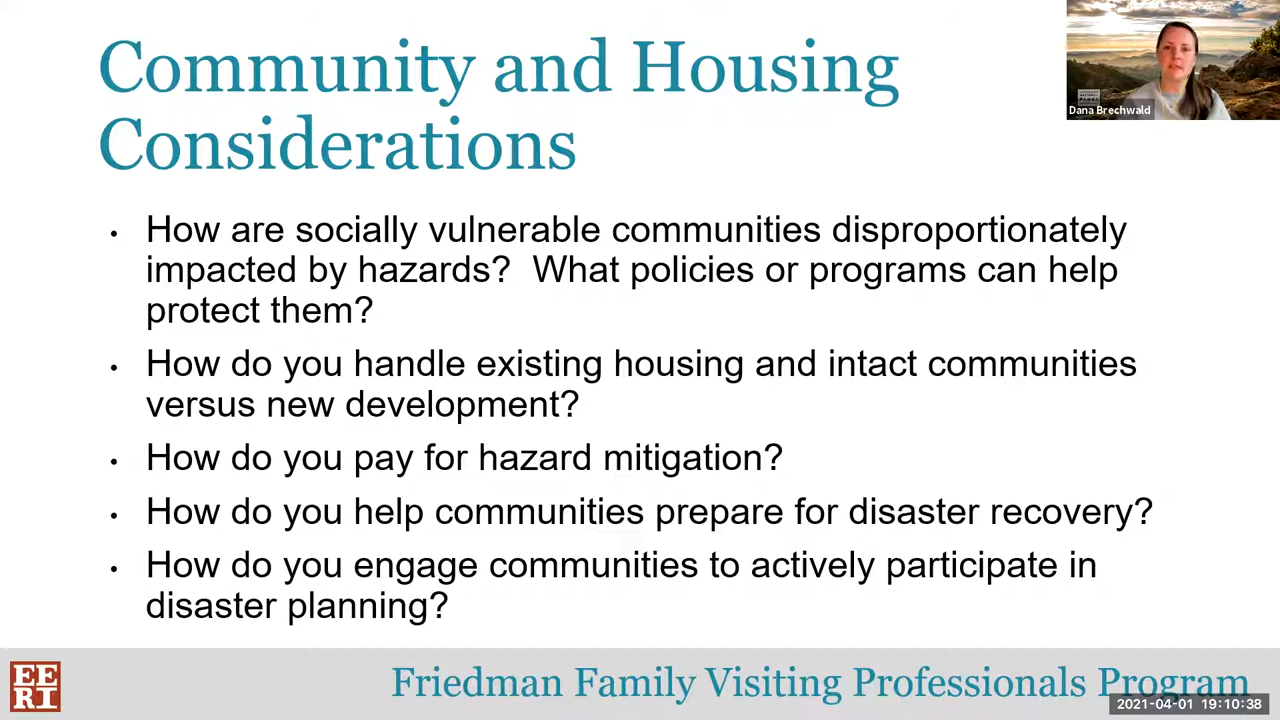 Community and Housing
Considerations
Dana Brechwald
• How are socially vulnerable communities disproportionately
impacted by hazards?  What policies or programs can help
protect them?
• How do you handle existing housing and intact communities
versus new development?
• How do you pay for hazard mitigation?
• How do you help communities prepare for disaster recovery?
• How do you engage communities to actively participate in
disaster planning?
EE
RI
Friedman Family Visiting Professionals Program
2021-04-01 19:10:38